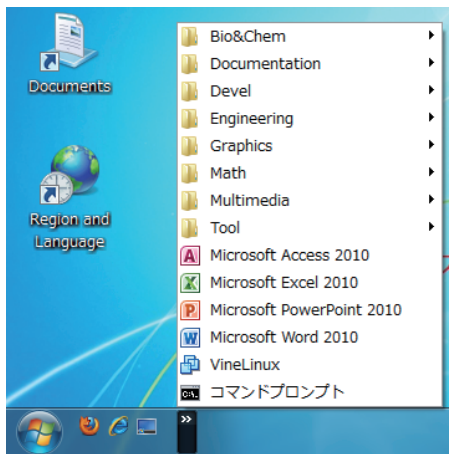 Documents
Region and
Language
Bio&Chem
Documentation
Devel
Engineering
Graphics
Math
Multimedia
Tool
Microsoft Access 2010
Microsoft Excel 2010
Microsoft PowerPoint 2010
Microsoft Word 2010
VineLinux
コマンドプロンプト